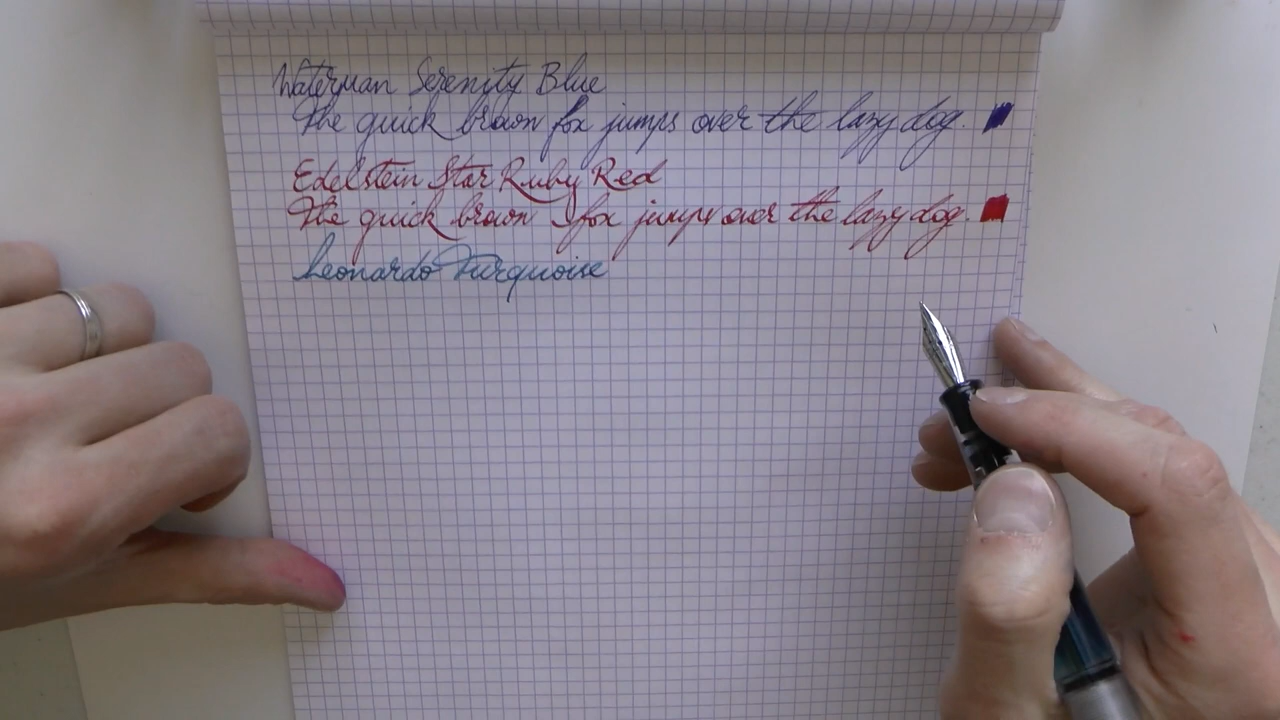 Waterman Serenity Blue
The quick brown fox jumps over the lazy dog.
Edelstein Star Ruby Red
The quick brown fox jumps over the lazy dog.
Leonardo Turquoise